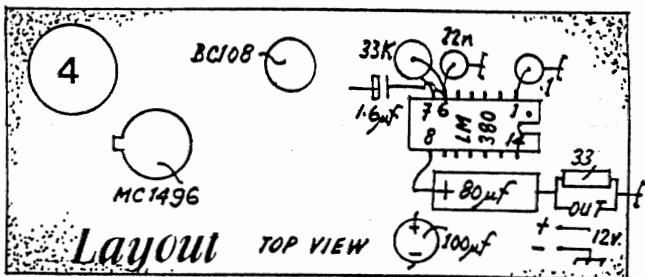 4
BC108
33K
22n
.1
1.6µf
7 6 1
LM
380
8 14
MC1496
+ 80µf
33
OUT
+ 12v.
-
Layout TOP VIEW
+ 100µf
-